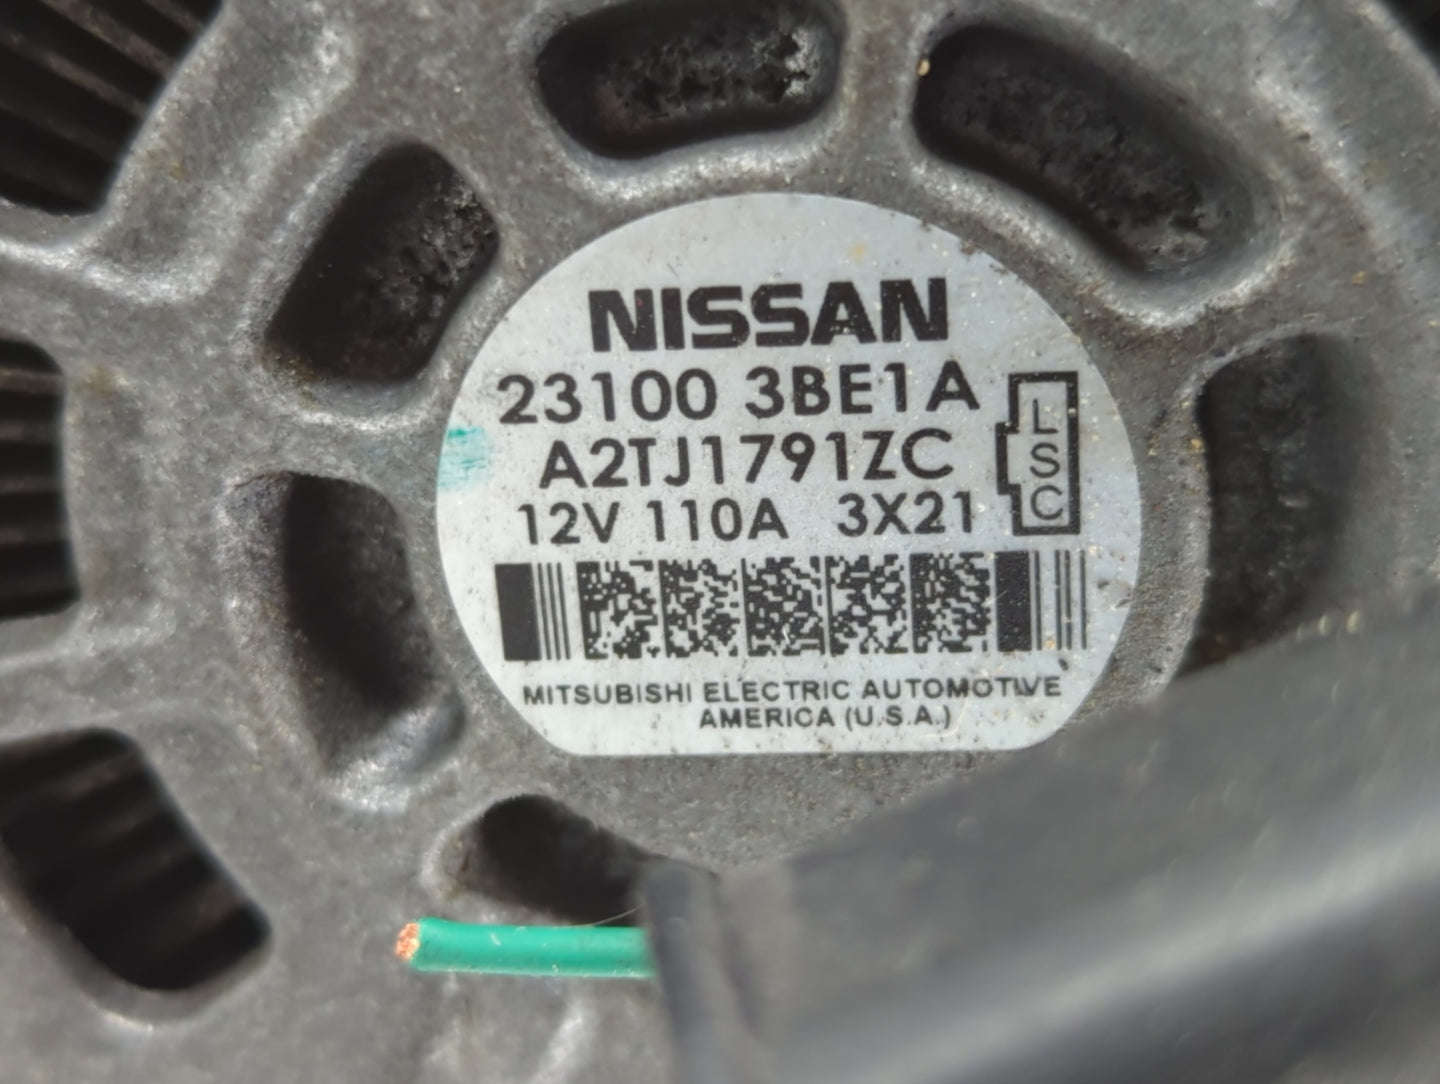 NISSAN
23100 3BE1A
A2TJ1791ZC
12V 110A 3X21
L
S
C
MITSUBISHI ELECTRIC AUTOMOTIVE
AMERICA (U.S.A.)